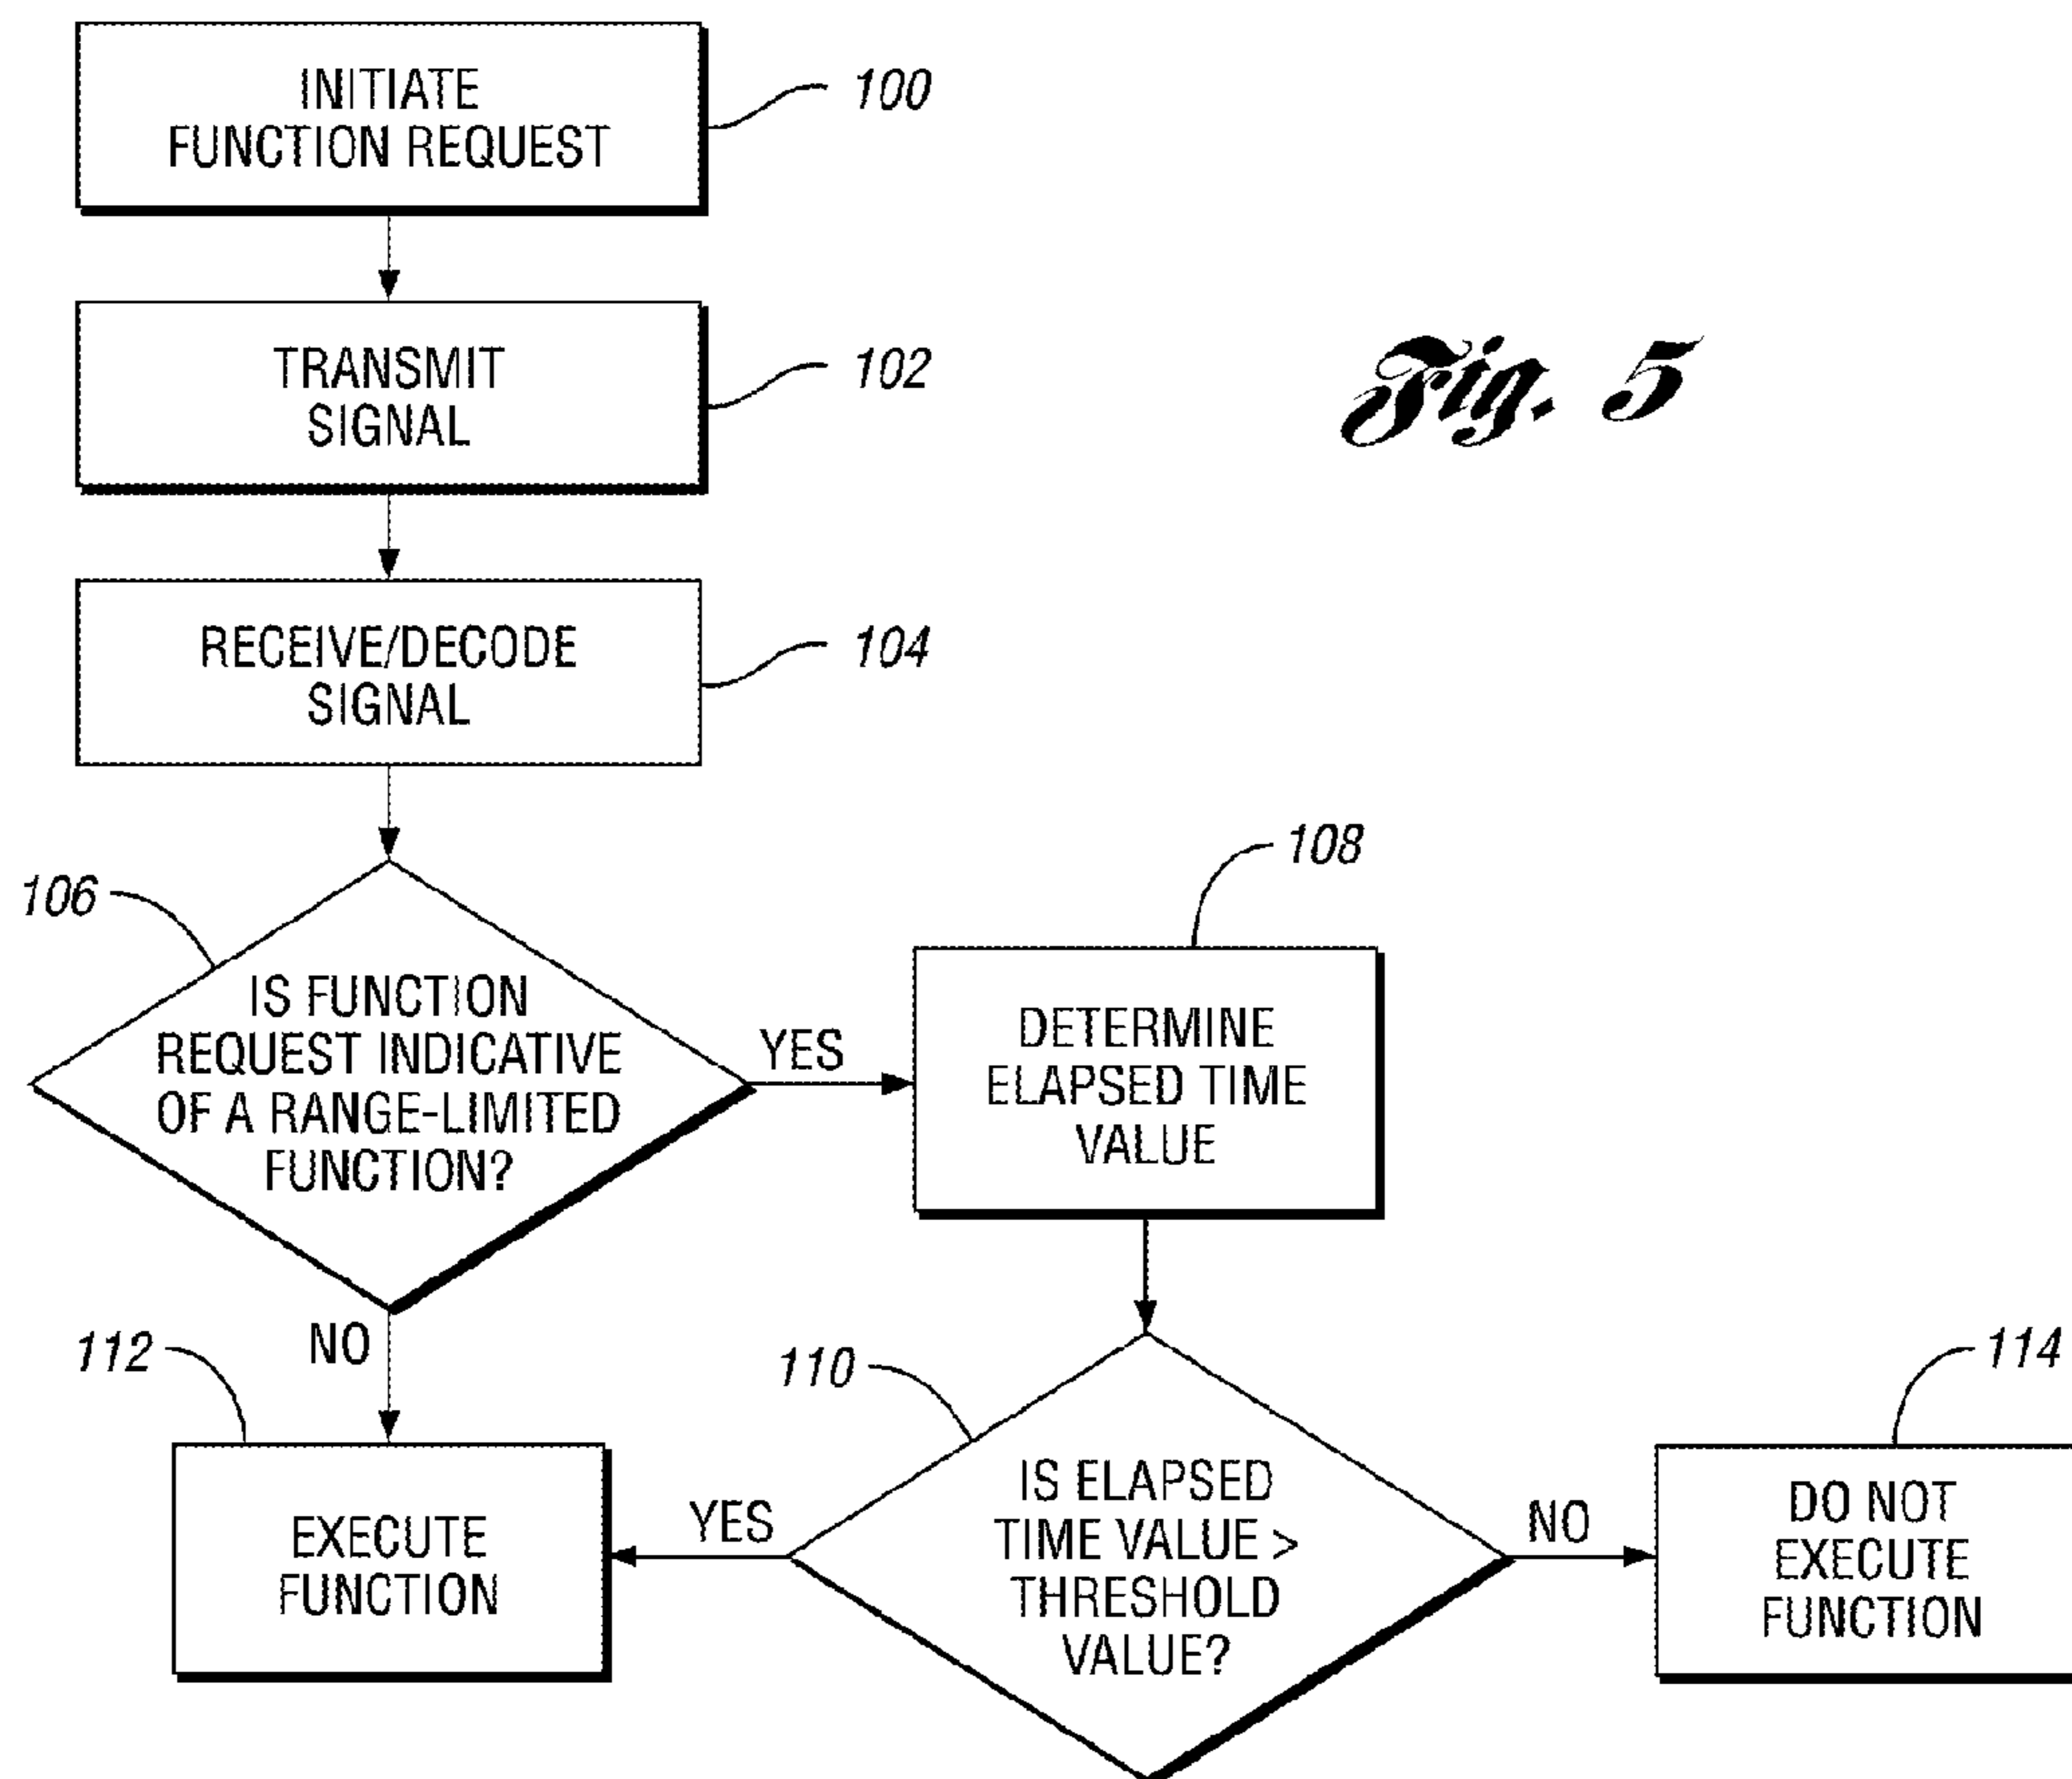 INITIATE
FUNCTION REQUEST
100
TRANSMIT
SIGNAL
102
Fig. 5
RECEIVE/DECODE
SIGNAL
104
106
IS FUNCTION
REQUEST INDICATIVE
OF A RANGE-LIMITED
FUNCTION?
YES
108
DETERMINE
ELAPSED TIME
VALUE
NO
112
EXECUTE
FUNCTION
110
IS ELAPSED
TIME VALUE >
THRESHOLD
VALUE?
YES
NO
114
DO NOT
EXECUTE
FUNCTION